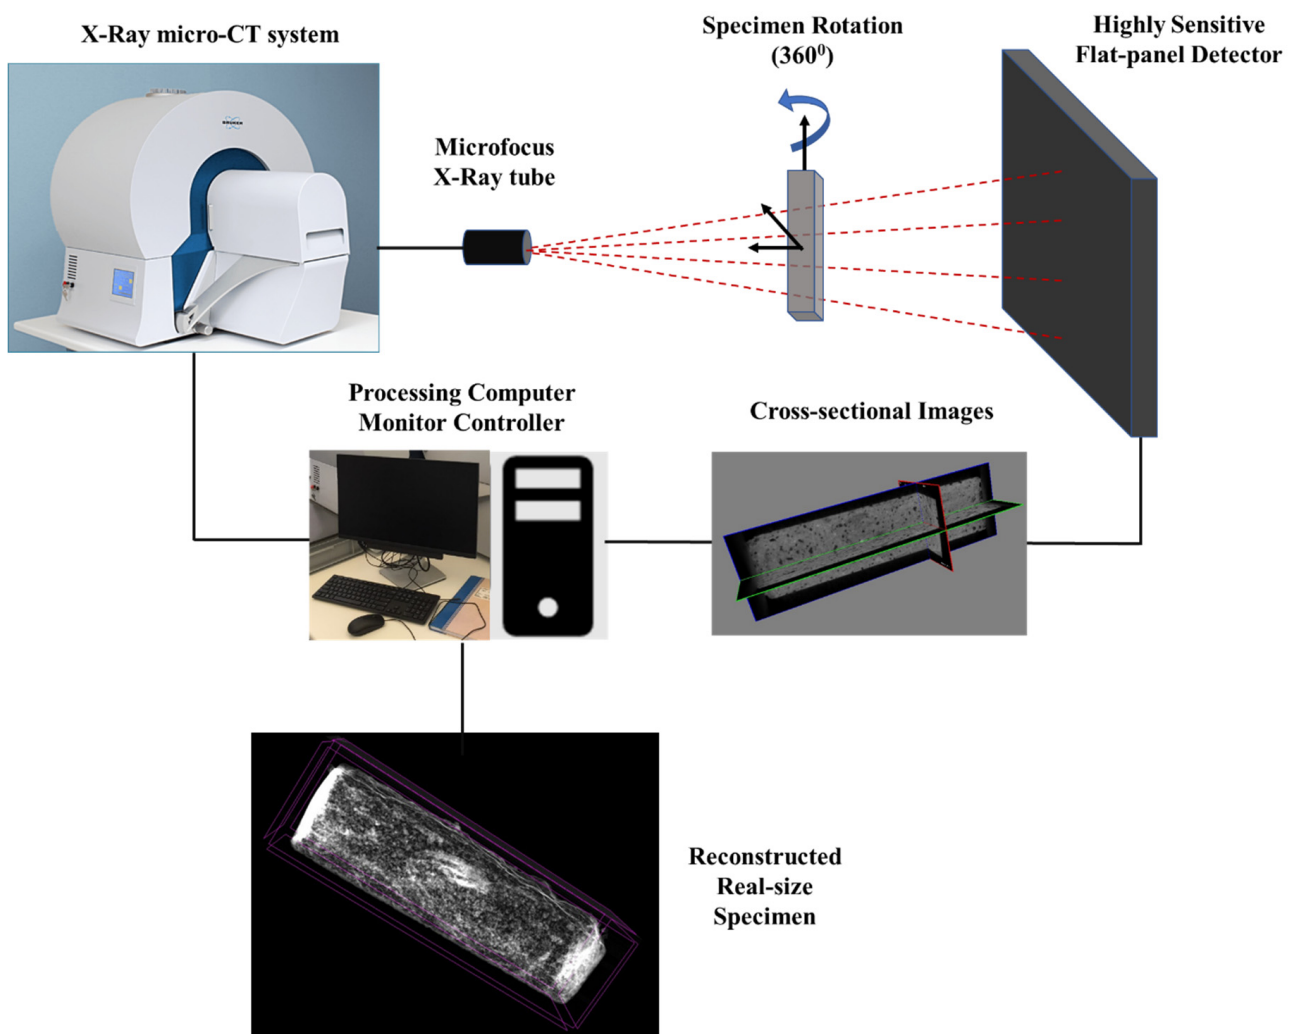 X-Ray micro-CT system
Specimen Rotation
(360⁰)
Highly Sensitive
Flat-panel Detector
BRUKER
Microfocus
X-Ray tube
Processing Computer
Monitor Controller
Cross-sectional Images
Reconstructed
Real-size
Specimen